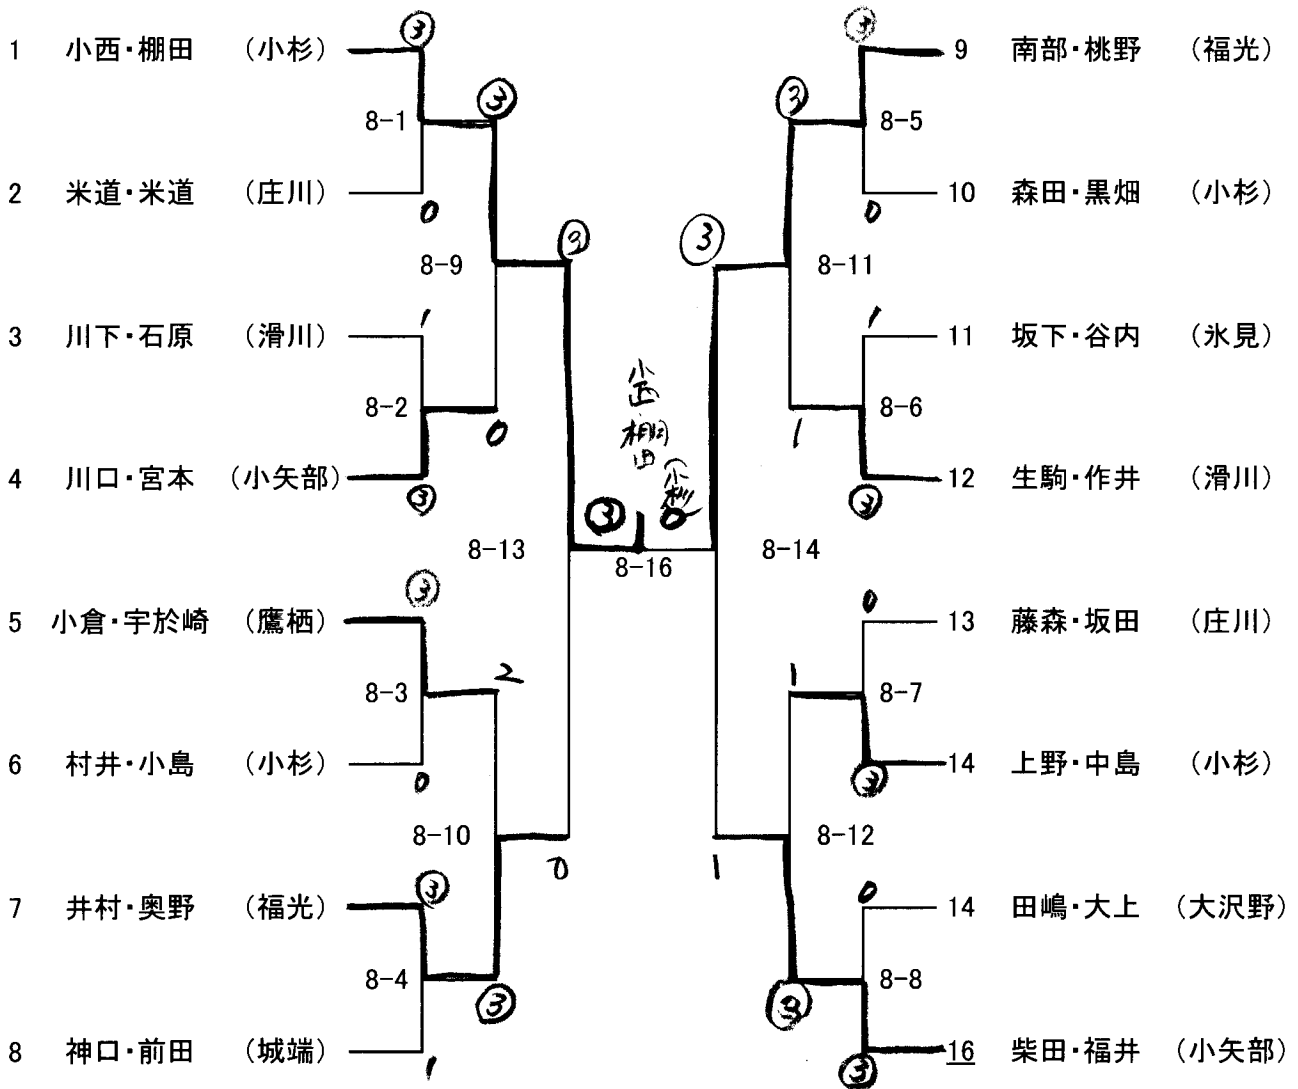 ③
③
1 小西・棚田 （小杉）
9 南部・桃野 （福光）
③
③
8-1
8-5
2 米道・米道 （庄川）
10 森田・黒畑 （小杉）
0
0
③
③
8-9
8-11
1
1
3 川下・石原 （滑川）
11 坂下・谷内 （氷見）
小西
棚田
（小杉）
8-2
8-6
0
1
4 川口・宮本 （小矢部）
12 生駒・作井 （滑川）
③
③
③
0
8-13
8-16
8-14
③
0
5 小倉・宇於崎 （鷹栖）
13 藤森・坂田 （庄川）
2
1
8-3
8-7
6 村井・小島 （小杉）
14 上野・中島 （小杉）
0
③
8-10
8-12
0
1
③
0
7 井村・奥野 （福光）
14 田嶋・大上 （大沢野）
8-4
8-8
③
③
8 神口・前田 （城端）
16 柴田・福井 （小矢部）
1
③